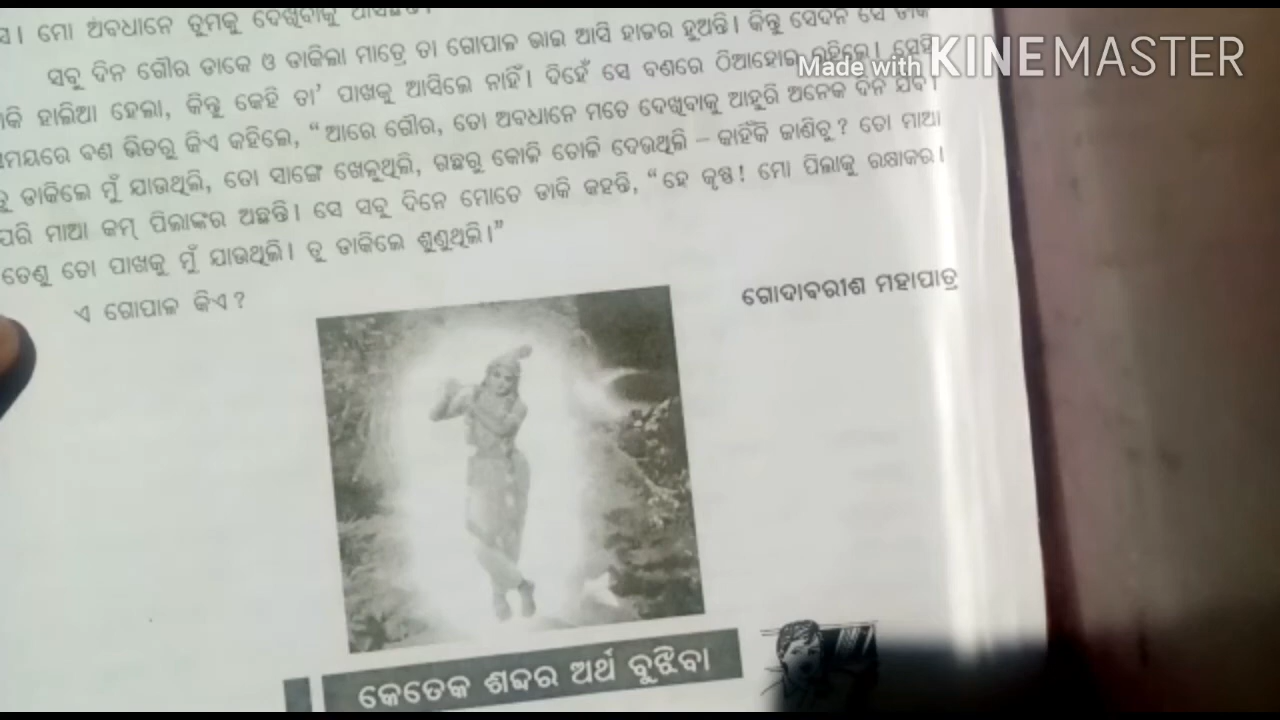 ସ। ମୋ ଅବଧାନେ ତୁମକୁ ଦେଖିବାକୁ
ସବୁ ଦିନ ଗୌର ଡାକେ ଓ ଡାକିଲା ମାତ୍ରେ ତା ଗୋପାଳ ଭାଇ ଆସି ହାଜର ହୁଅନ୍ତି। କିନ୍ତୁ ସେଦିନ ସେ ଡାକି
ହାଲିଆ ହେଲା, କିନ୍ତୁ କେହି ତା' ପାଖକୁ ଆସିଲେ ନାହିଁ। ଦିହେଁ ସେ ବଣରେ ଠିଆହୋଇ ରହିଲେ। ସେହି
ସମୟରେ ବଣ ଭିତରୁ କିଏ କହିଲେ, “ଆରେ ଗୌର, ତୋ ଅବଧାନେ ମତେ ଦେଖିବାକୁ ଆହୁରି ଅନେକ ଦିନ ଯିବ।
ତୁ ଡାକିଲେ ମୁଁ ଯାଉଥିଲି, ତୋ ସାଙ୍ଗେ ଖେଳୁଥିଲି, ଗଛରୁ କୋଳି ତୋଳି ଦେଉଥିଲି – କାହିଁକି ଜାଣିଚୁ? ତୋ ମାଆ
ପରି ମାଆ କମ୍ ପିଲାଙ୍କର ଅଛନ୍ତି। ସେ ସବୁ ଦିନେ ମୋତେ ଡାକି କହନ୍ତି, “ହେ କୃଷ୍ଣ! ମୋ ପିଲାକୁ ରକ୍ଷାକର।
ତେଣୁ ତୋ ପାଖକୁ ମୁଁ ଯାଉଥିଲି। ତୁ ଡାକିଲେ ଶୁଣୁଥିଲି।”
ଏ ଗୋପାଳ କିଏ?
ଗୋଦାବରୀଶ ମହାପାତ୍ର
କେତେକ ଶବ୍ଦର ଅର୍ଥ ବୁଝିବା
Made with KINEMASTER